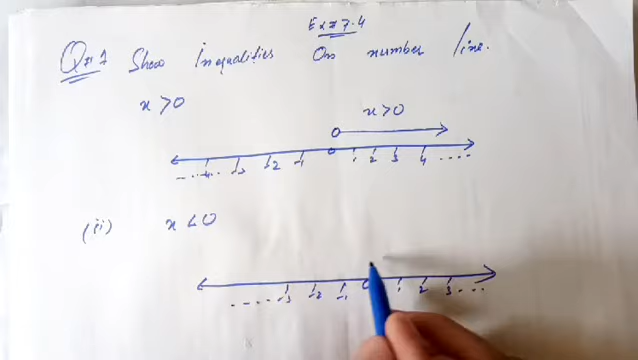 Ex # 7.4
Q # 1 Show Inequalities On number line.
x > 0
x > 0
..... -4 -3 -2 -1 0 1 2 3 4 ....
(ii) x < 0
..... -3 -2 -1 0 1 2 3 ....